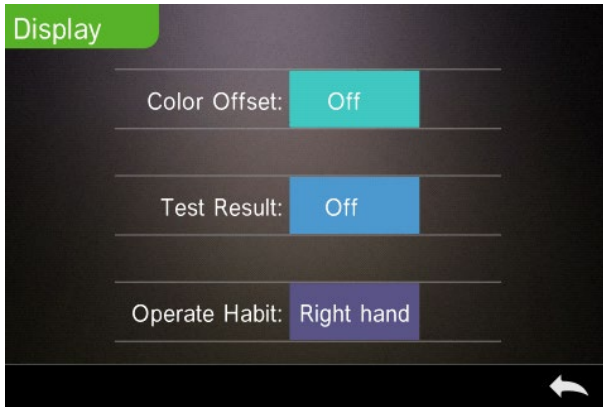 Display
Color Offset: Off
Test Result: Off
Operate Habit: Right hand